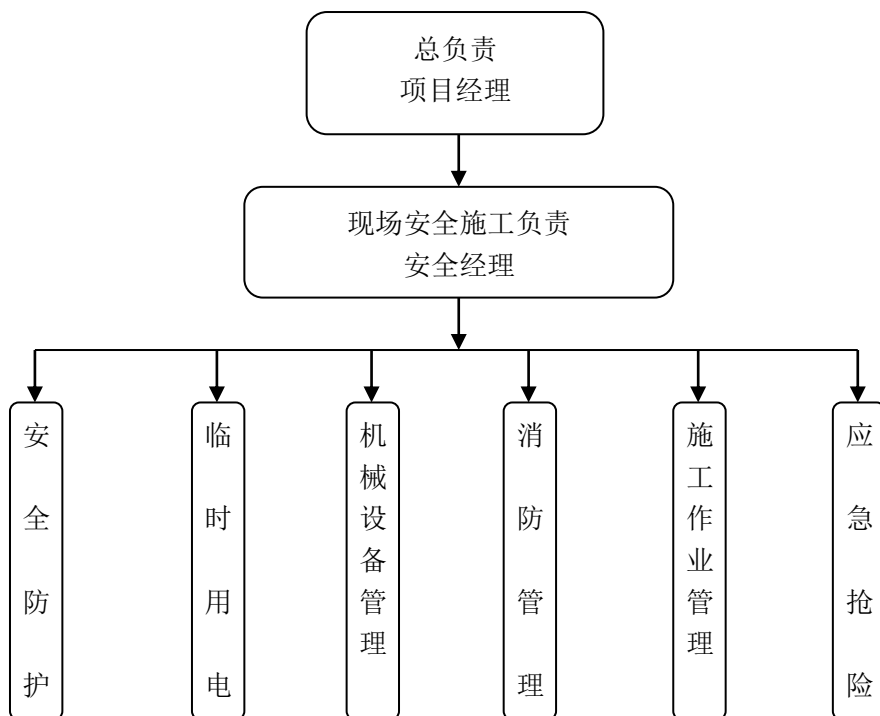 总负责
项目经理
现场安全施工负责
安全经理
安全防护
临时用电
机械设备管理
消防管理
施工作业管理
应急抢险